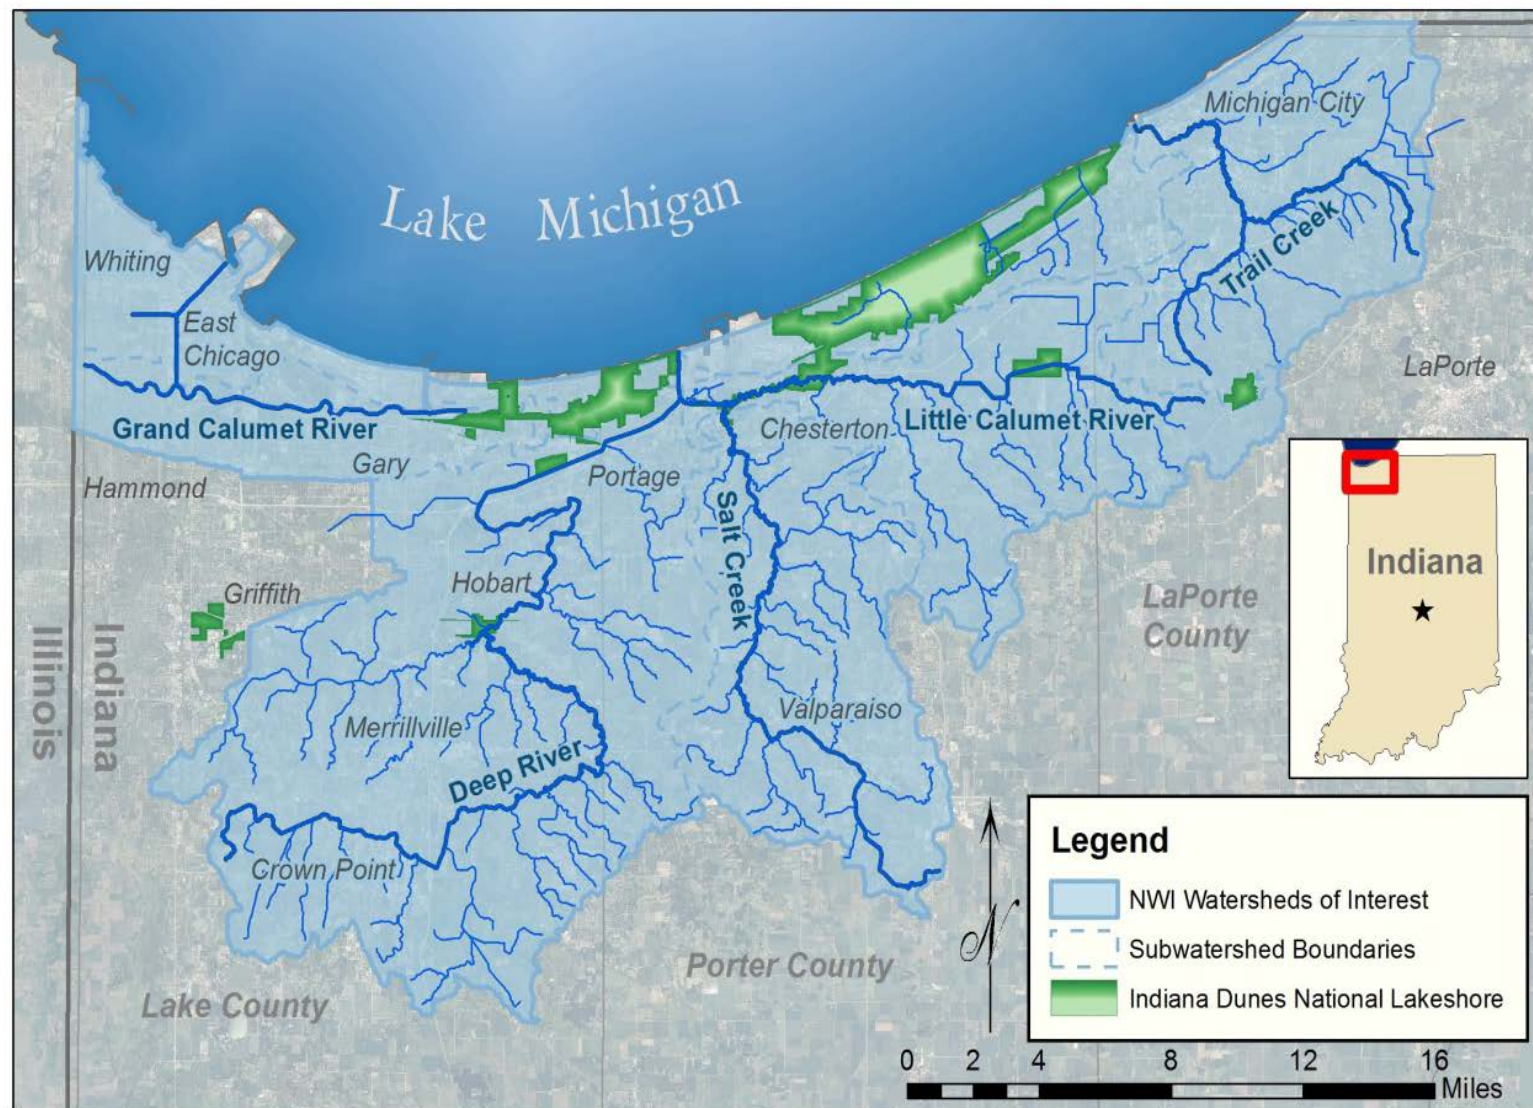 Michigan City
Lake Michigan
Whiting
East
Chicago
Trail Creek
LaPorte
Grand Calumet River
Chesterton
Little Calumet River
Gary
Portage
Hammond
Salt Creek
Hobart
Griffith
Illinois
Indiana
LaPorte
County
Indiana
Merrillville
Valparaiso
Deep River
Crown Point
Porter County
Lake County
N
Legend
NWI Watersheds of Interest
Subwatershed Boundaries
Indiana Dunes National Lakeshore
0 2 4 8 12 16
Miles